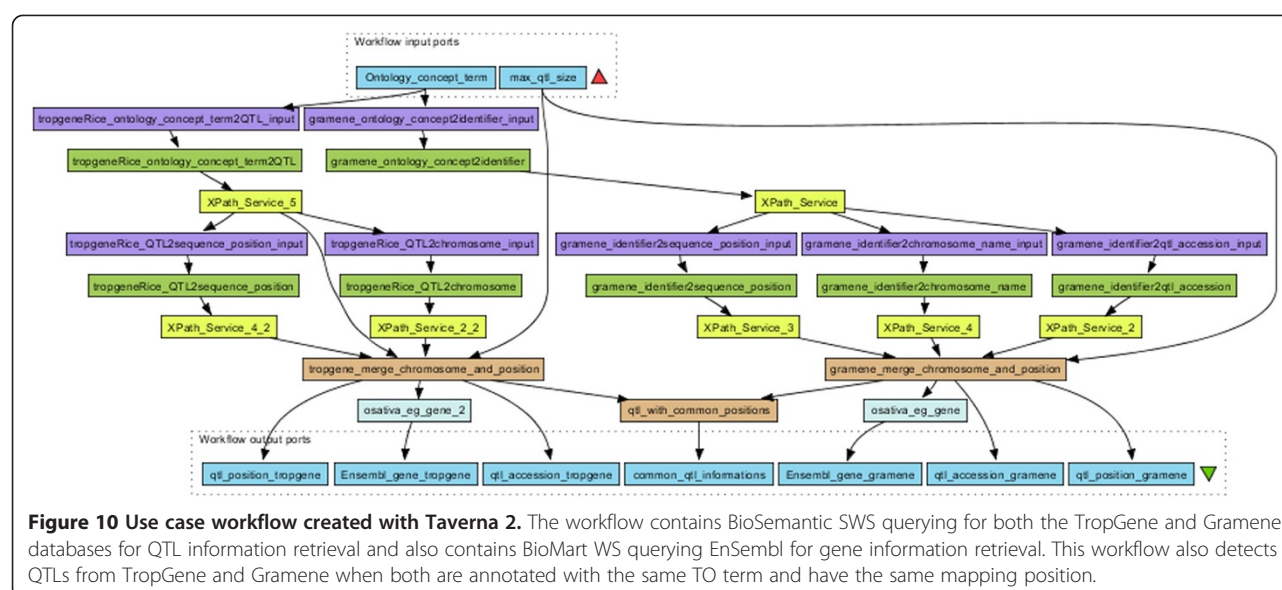 Workflow input ports
Ontology_concept_term max_qtl_size
tropgeneRice_ontology_concept_term2QTL_input gramene_ontology_concept2identifier_input
tropgeneRice_ontology_concept_term2QTL gramene_ontology_concept2identifier
XPath_Service_5 XPath_Service
tropgeneRice_QTL2sequence_position_input tropgeneRice_QTL2chromosome_input gramene_identifier2sequence_position_input gramene_identifier2chromosome_name_input gramene_identifier2qtl_accession_input
tropgeneRice_QTL2sequence_position tropgeneRice_QTL2chromosome gramene_identifier2sequence_position gramene_identifier2chromosome_name gramene_identifier2qtl_accession
XPath_Service_4_2 XPath_Service_2_2 XPath_Service_3 XPath_Service_4 XPath_Service_2
tropgene_merge_chromosome_and_position gramene_merge_chromosome_and_position
osativa_eg_gene_2 qtl_with_common_positions osativa_eg_gene
Workflow output ports
qtl_position_tropgene Ensembl_gene_tropgene qtl_accession_tropgene common_qtl_informations Ensembl_gene_gramene qtl_accession_gramene qtl_position_gramene
Figure 10 Use case workflow created with Taverna 2. The workflow contains BioSemantic SWS querying for both the TropGene and Gramene
databases for QTL information retrieval and also contains BioMart WS querying EnSembl for gene information retrieval. This workflow also detects
QTLs from TropGene and Gramene when both are annotated with the same TO term and have the same mapping position.